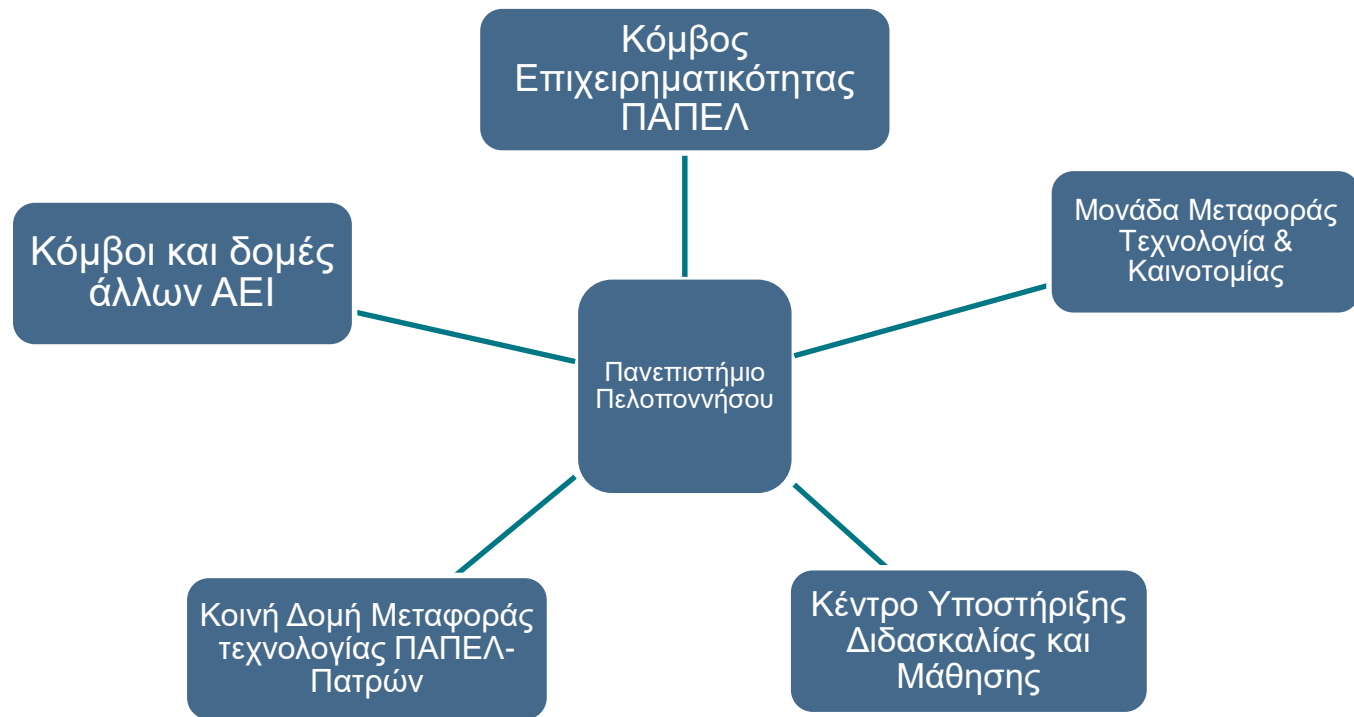 Κόμβος
Επιχειρηματικότητας
ΠΑΠΕΛ
Μονάδα Μεταφοράς
Τεχνολογία &
Καινοτομίας
Κόμβοι και δομές
άλλων ΑΕΙ
Πανεπιστήμιο
Πελοποννήσου
Κοινή Δομή Μεταφοράς
τεχνολογίας ΠΑΠΕΛ-
Πατρών
Κέντρο Υποστήριξης
Διδασκαλίας και
Μάθησης